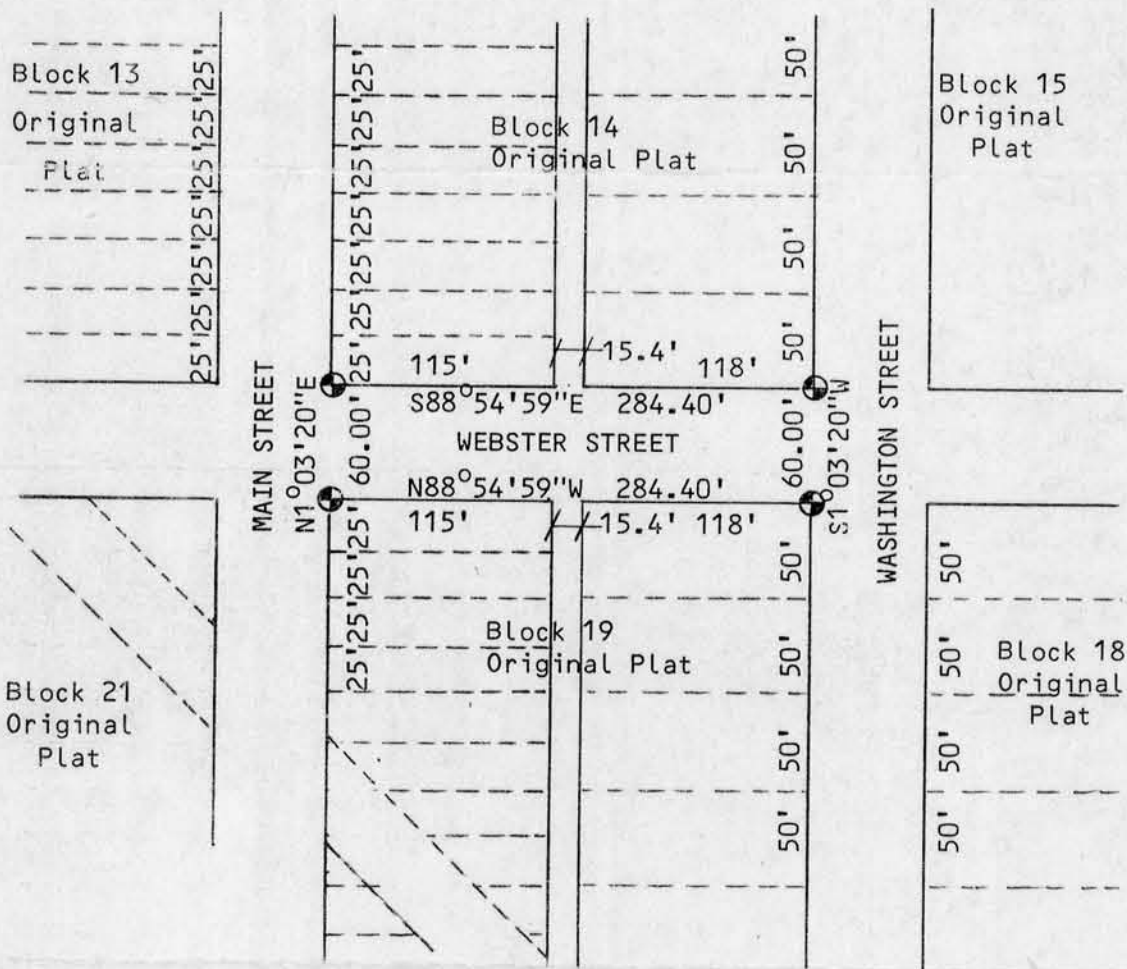 Block 13
Original
Plat
25'
25'
25'
25'
25'
25'
25'
25'
25'
25'
25'
25'
25'
25'
Block 14
Original Plat
50'
50'
50'
50'
Block 15
Original
Plat
115'
15.4'
118'
S88°54'59"E 284.40'
WEBSTER STREET
N88°54'59"W 284.40'
115'
15.4' 118'
MAIN STREET
N1°03'20"E
60.00'
60.00'
S1°03'20"W
WASHINGTON STREET
25'
25'
25'
25'
Block 19
Original Plat
50'
50'
50'
50'
50'
50'
50'
50'
Block 18
Original
Plat
Block 21
Original
Plat